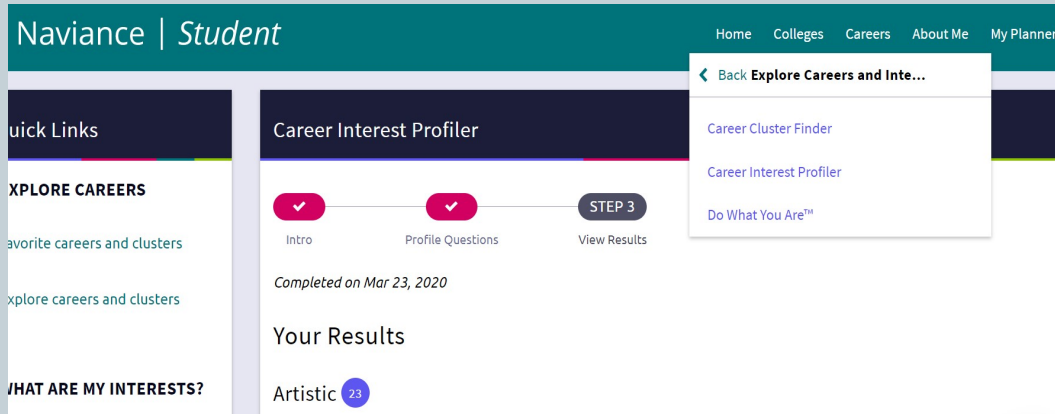 Naviance | Student
Home Colleges Careers About Me My Planner
Back Explore Careers and Inte...
Career Cluster Finder
Career Interest Profiler
Do What You Are™
uick Links
XPLORE CAREERS
avorite careers and clusters
xplore careers and clusters
HAT ARE MY INTERESTS?
Career Interest Profiler
STEP 3
Intro Profile Questions View Results
Completed on Mar 23, 2020
Your Results
Artistic 23